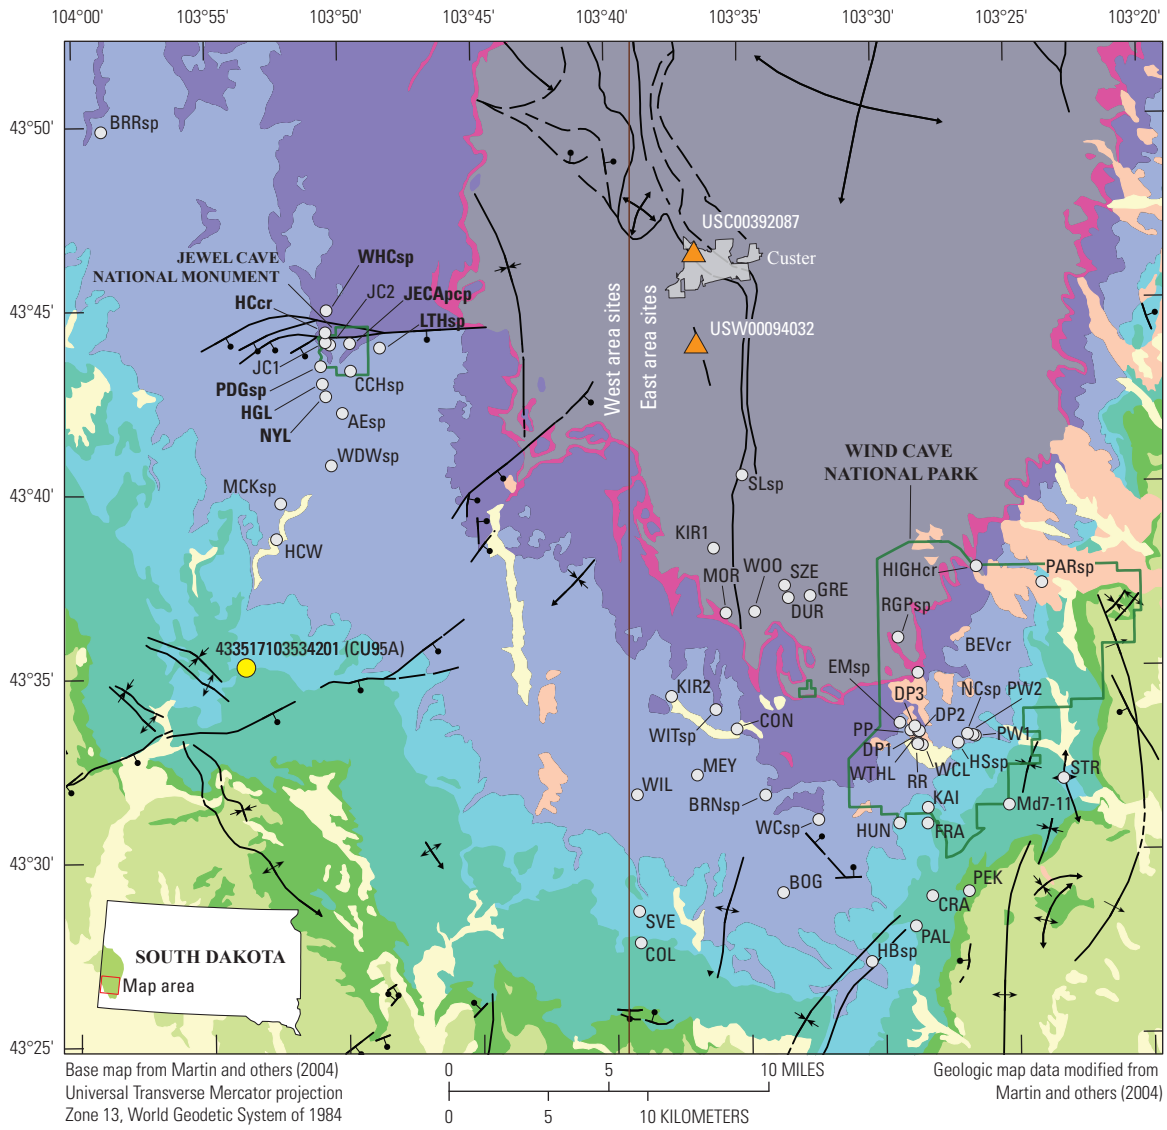 104°00' 103°55' 103°50' 103°45' 103°40' 103°35' 103°30' 103°25' 103°20'
43°50'
43°45'
43°40'
43°35'
43°30'
43°25'
BRRsp
JEWEL CAVE
NATIONAL MONUMENT
WHCsp
HCcr
JC2
JECApcp
LTHsp
JC1
PDGsp
CCHsp
HGL
AEsp
NYL
WDWsp
MCKsp
HCW
USC00392087
Custer
USW00094032
West area sites
East area sites
WIND CAVE
NATIONAL PARK
SLsp
KIR1
MOR
WOO
SZE
GRE
DUR
HIGHcr
PARsp
RGPsp
BEVcr
433517103534201 (CU95A)
EMsp
DP3
NCsp
PW2
KIR2
DP2
CON
PP
PW1
WITsp
DP1
HSsp
WTHL
WCL
RR
STR
MEY
WIL
BRNsp
KAI
Md7-11
WCsp
HUN
FRA
BOG
PEK
CRA
SVE
PAL
COL
HBsp
SOUTH DAKOTA
Map area
Base map from Martin and others (2004)
Universal Transverse Mercator projection
Zone 13, World Geodetic System of 1984
0 5 10 MILES
0 5 10 KILOMETERS
Geologic map data modified from
Martin and others (2004)